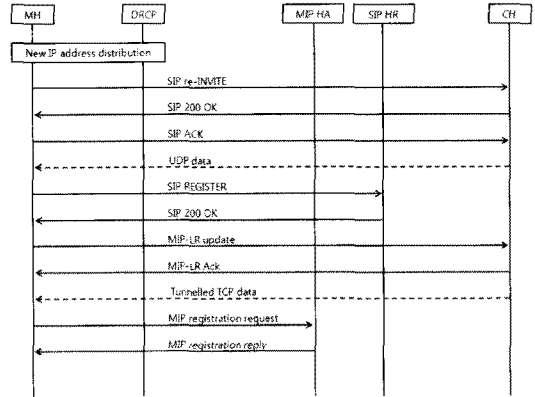 MH DRCP MIP HA SIP HR CH
New IP address distribution
SIP re-INVITE
SIP 200 OK
SIP ACK
UDP data
SIP REGISTER
SIP 200 OK
MIP-LR update
MIP-LR Ack
Tunnelled TCP data
MIP registration request
MIP registration reply